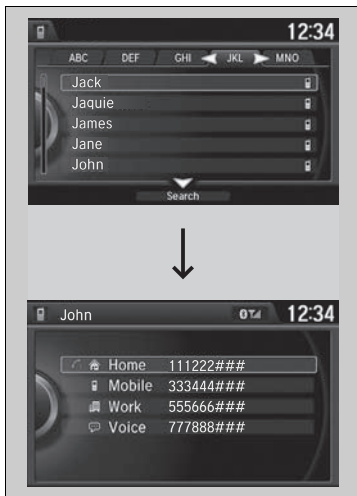 12:34
ABC DEF GHI JKL MNO
Jack
Jaquie
James
Jane
John
Search
John 12:34
Home 111222###
Mobile 333444###
Work 555666###
Voice 777888###